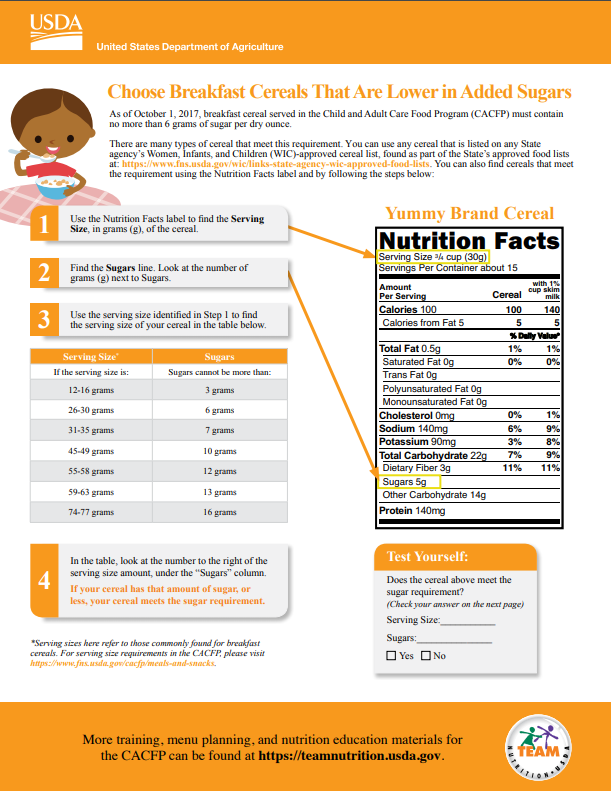 USDA
United States Department of Agriculture
Choose Breakfast Cereals That Are Lower in Added Sugars
As of October 1, 2017, breakfast cereal served in the Child and Adult Care Food Program (CACFP) must contain
no more than 6 grams of sugar per dry ounce.
There are many types of cereal that meet this requirement. You can use any cereal that is listed on any State
agency's Women, Infants, and Children (WIC)-approved cereal list, found as part of the State's approved food lists
at: https://www.fns.usda.gov/wic/links-state-agency-wic-approved-food-lists. You can also find cereals that meet
the requirement using the Nutrition Facts label and by following the steps below:
1
Use the Nutrition Facts label to find the Serving
Size, in grams (g), of the cereal.
2
Find the Sugars line. Look at the number of
grams (g) next to Sugars.
3
Use the serving size identified in Step 1 to find
the serving size of your cereal in the table below.
Serving Size* Sugars
If the serving size is: Sugars cannot be more than:
12-16 grams 3 grams
26-30 grams 6 grams
31-35 grams 7 grams
45-49 grams 10 grams
55-58 grams 12 grams
59-63 grams 13 grams
74-77 grams 16 grams
4
In the table, look at the number to the right of the
serving size amount, under the "Sugars" column.
If your cereal has that amount of sugar, or
less, your cereal meets the sugar requirement.
*Serving sizes here refer to those commonly found for breakfast
cereals. For serving size requirements in the CACFP, please visit
https://www.fns.usda.gov/cacfp/meals-and-snacks.
Yummy Brand Cereal
Nutrition Facts
Serving Size 3/4 cup (30g)
Servings Per Container about 15
Amount
Per Serving Cereal with 1% cup skim milk
Calories 100 100 140
Calories from Fat 5 5 5
% Daily Value*
Total Fat 0.5g 1% 1%
Saturated Fat 0g 0% 0%
Trans Fat 0g
Polyunsaturated Fat 0g
Monounsaturated Fat 0g
Cholesterol 0mg 0% 1%
Sodium 140mg 6% 9%
Potassium 90mg 3% 8%
Total Carbohydrate 22g 7% 9%
Dietary Fiber 3g 11% 11%
Sugars 5g
Other Carbohydrate 14g
Protein 140mg
Test Yourself:
Does the cereal above meet the
sugar requirement?
(Check your answer on the next page)
Serving Size:___________
Sugars:_______________
Yes No
More training, menu planning, and nutrition education materials for
the CACFP can be found at https://teamnutrition.usda.gov.
TEAM
NUTRITION • USDA